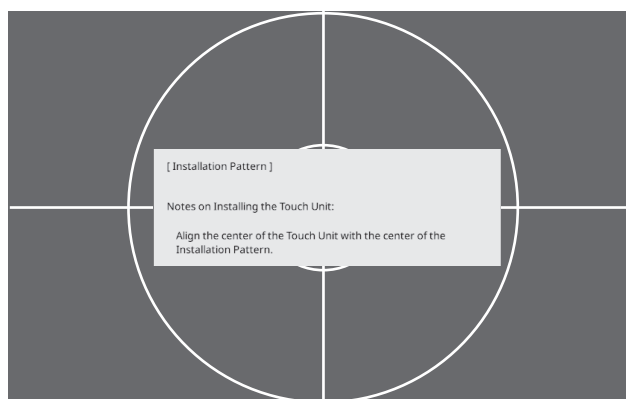 [ Installation Pattern ]
Notes on Installing the Touch Unit:
Align the center of the Touch Unit with the center of the
Installation Pattern.